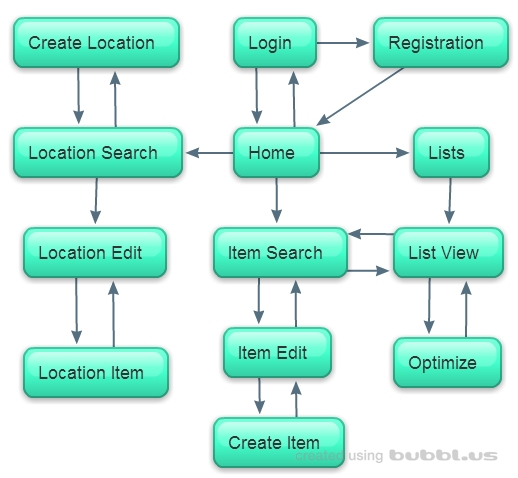 Create Location
Login
Registration
Location Search
Home
Lists
Location Edit
Item Search
List View
Item Edit
Location Item
Optimize
Create Item
created using bubbl.us